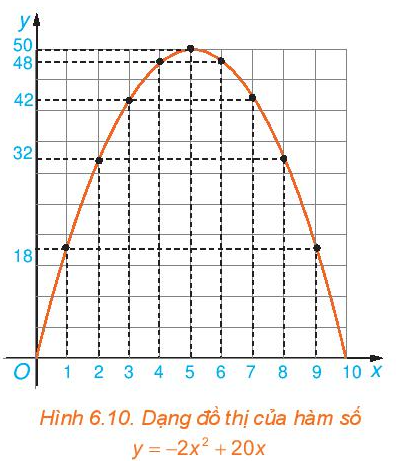 y
50
48
42
32
18
O 1 2 3 4 5 6 7 8 9 10 x
Hình 6.10. Dạng đồ thị của hàm số
y = –2x² + 20x